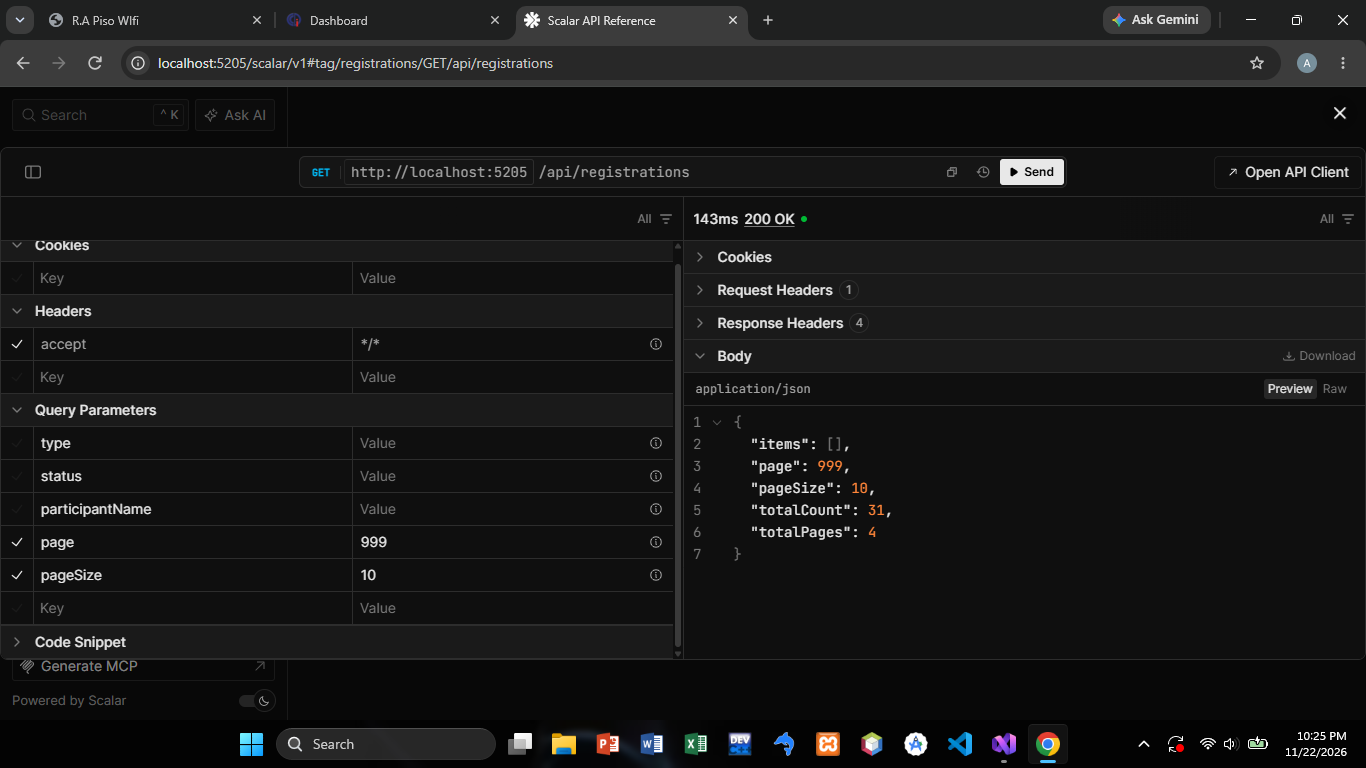 R.A Piso WIfi
Dashboard
Scalar API Reference
Ask Gemini
localhost:5205/scalar/v1#tag/registrations/GET/api/registrations
A
Search
^ K
Ask AI
GET
http://localhost:5205
/api/registrations
Send
Open API Client
All
143ms 200 OK
All
Cookies
Key Value
Headers
accept */*
Key Value
Query Parameters
type Value
status Value
participantName Value
page 999
pageSize 10
Key Value
Code Snippet
Cookies
Request Headers 1
Response Headers 4
Body
Download
application/json
Preview Raw
1 {
2 "items": [],
3 "page": 999,
4 "pageSize": 10,
5 "totalCount": 31,
6 "totalPages": 4
7 }
Generate MCP
Powered by Scalar
Search
DEV
10:25 PM
11/22/2026